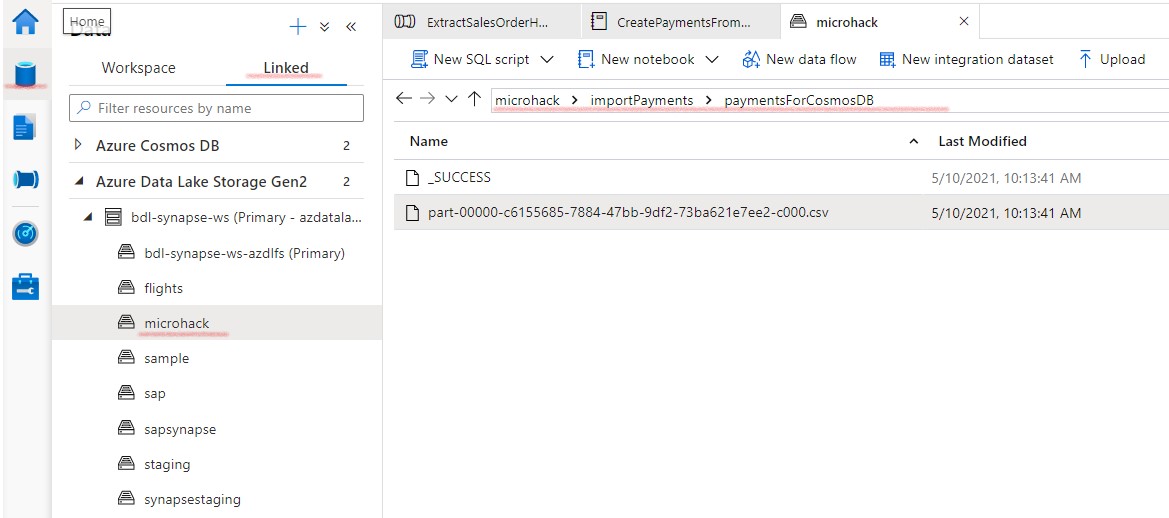 Home
Data
Workspace
Linked
Filter resources by name
Azure Cosmos DB 2
Azure Data Lake Storage Gen2 2
bdl-synapse-ws (Primary - azdatala...
bdl-synapse-ws-azdlfs (Primary)
flights
microhack
sample
sap
sapsynapse
staging
synapsestaging
ExtractSalesOrderH...
CreatePaymentsFrom...
microhack
New SQL script
New notebook
New data flow
New integration dataset
Upload
microhack > importPayments > paymentsForCosmosDB
Name Last Modified
_SUCCESS 5/10/2021, 10:13:41 AM
part-00000-c6155685-7884-47bb-9df2-73ba621e7ee2-c000.csv 5/10/2021, 10:13:41 AM